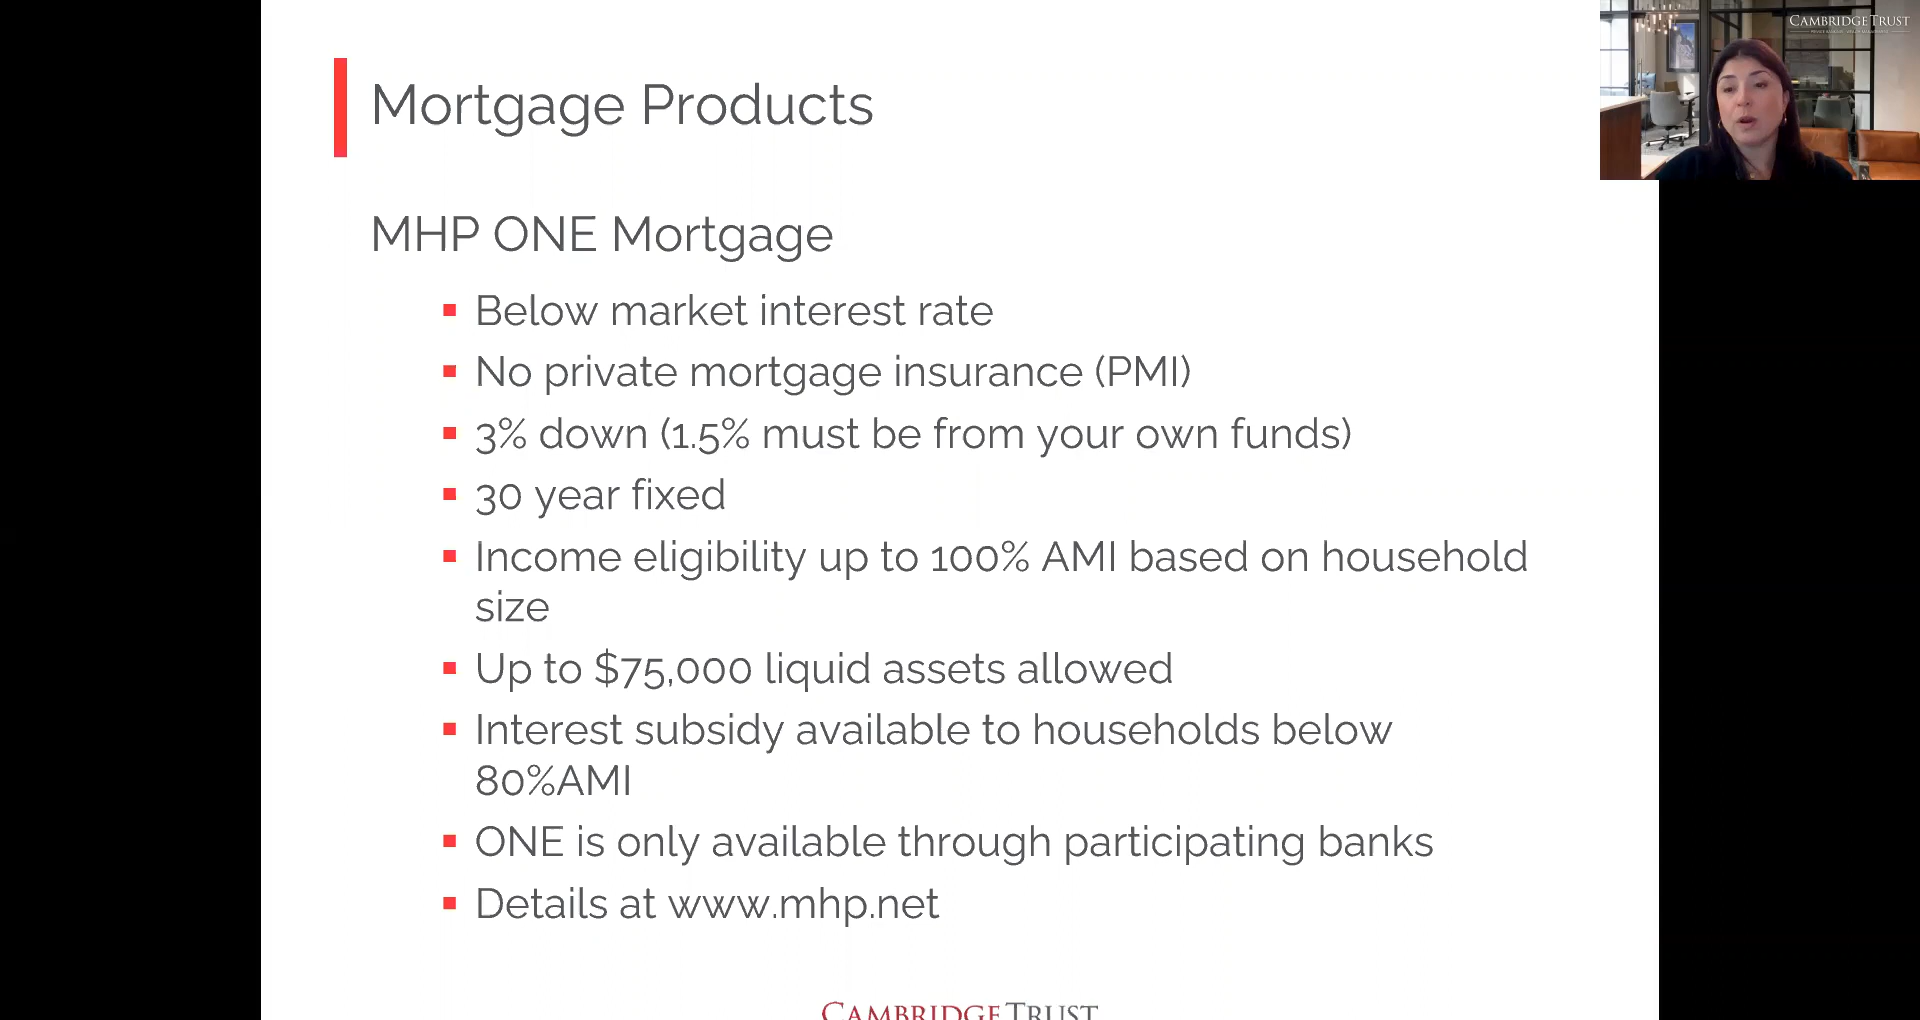 CAMBRIDGE TRUST
Mortgage Products
MHP ONE Mortgage
Below market interest rate
No private mortgage insurance (PMI)
3% down (1.5% must be from your own funds)
30 year fixed
Income eligibility up to 100% AMI based on household
size
Up to $75,000 liquid assets allowed
Interest subsidy available to households below
80%AMI
ONE is only available through participating banks
Details at www.mhp.net
CAMBRIDGE TRUST